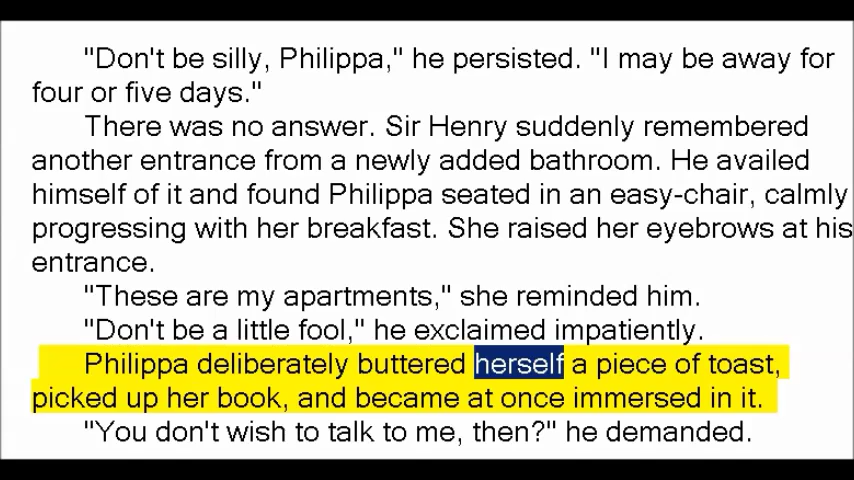 "Don't be silly, Philippa," he persisted. "I may be away for
four or five days."
There was no answer. Sir Henry suddenly remembered
another entrance from a newly added bathroom. He availed
himself of it and found Philippa seated in an easy-chair, calmly
progressing with her breakfast. She raised her eyebrows at his
entrance.
"These are my apartments," she reminded him.
"Don't be a little fool," he exclaimed impatiently.
Philippa deliberately buttered herself a piece of toast,
picked up her book, and became at once immersed in it.
"You don't wish to talk to me, then?" he demanded.